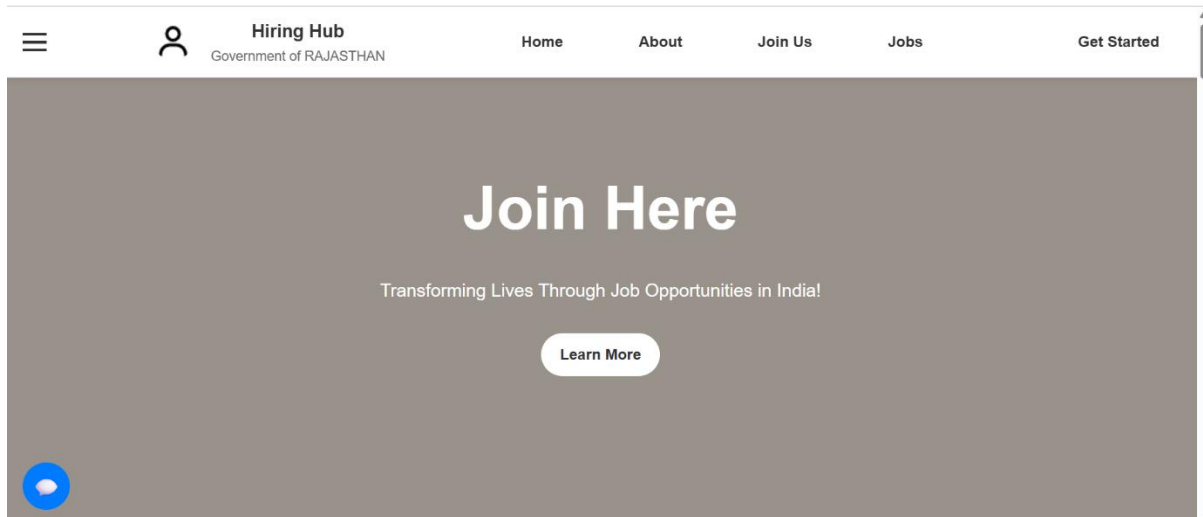 Hiring Hub
Government of RAJASTHAN
Home
About
Join Us
Jobs
Get Started
Join Here
Transforming Lives Through Job Opportunities in India!
Learn More